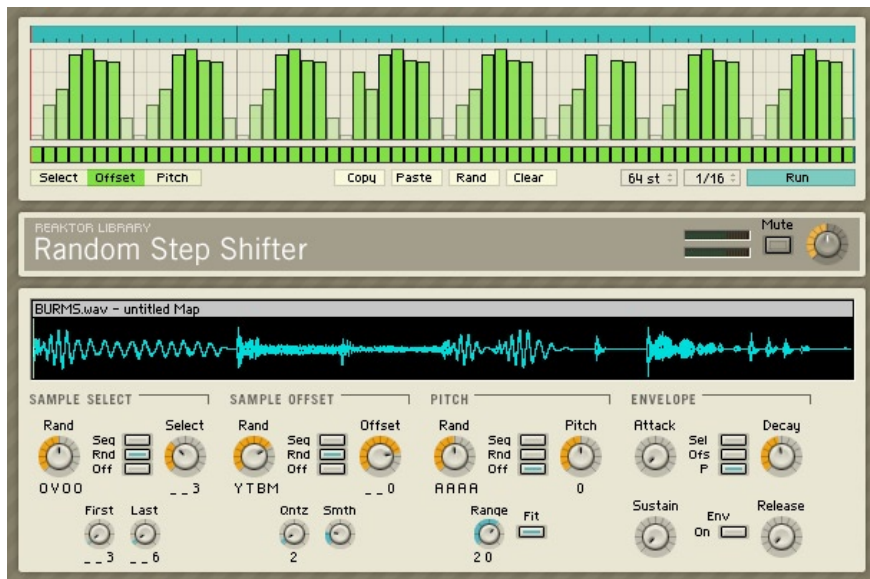 Select Offset Pitch Copy Paste Rand Clear 64 st 1/16 Run
REAKTOR LIBRARY
Random Step Shifter
Mute
BURMS.wav - untitled Map
SAMPLE SELECT SAMPLE OFFSET PITCH ENVELOPE
Rand Select Rand Offset Rand Pitch Attack Decay
Seq Seq Seq Sel
Rnd Rnd Rnd Ofs
Off Off Off P
OVOO _ _ 3 YTBM _ _ 0 AAAA 0
First Last Qntz Smth Range Fit Sustain Env On Release
_ _ 3 _ _ 6 2 20